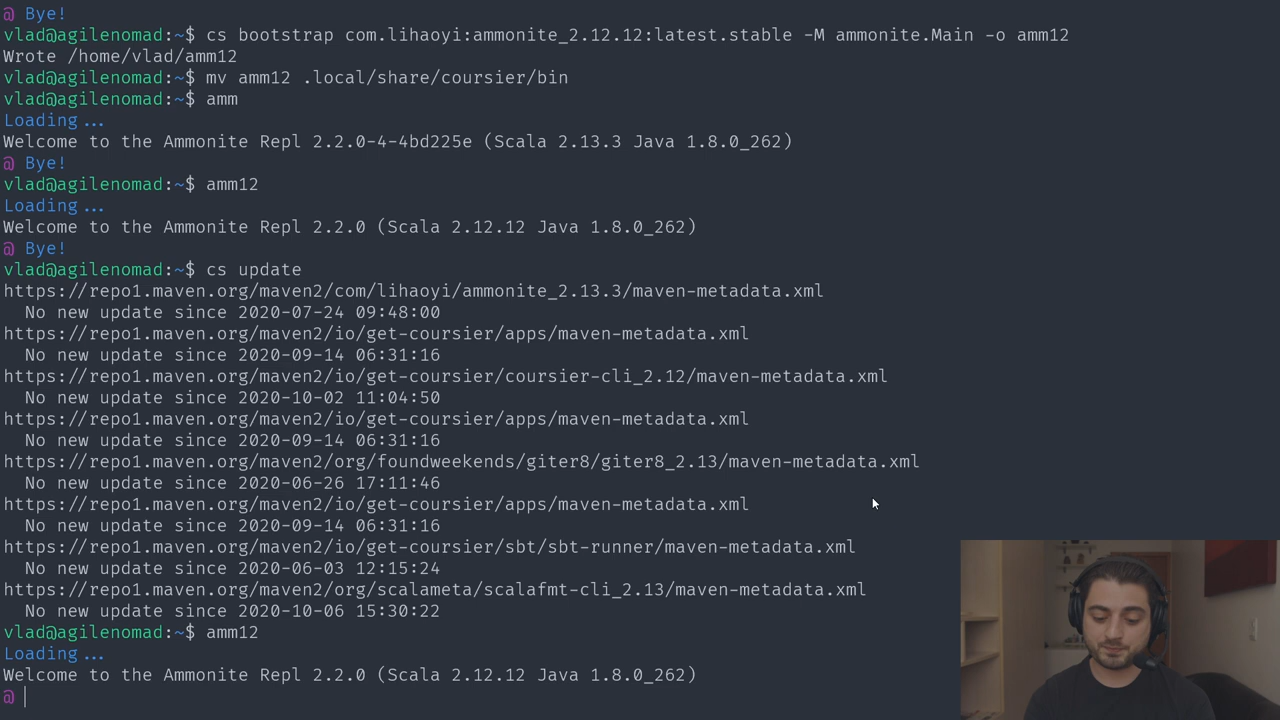 @ Bye!
vlad@agilenomad:~$ cs bootstrap com.lihaoyi:ammonite_2.12.12:latest.stable -M ammonite.Main -o amm12
Wrote /home/vlad/amm12
vlad@agilenomad:~$ mv amm12 .local/share/coursier/bin
vlad@agilenomad:~$ amm
Loading...
Welcome to the Ammonite Repl 2.2.0-4-4bd225e (Scala 2.13.3 Java 1.8.0_262)
@ Bye!
vlad@agilenomad:~$ amm12
Loading...
Welcome to the Ammonite Repl 2.2.0 (Scala 2.12.12 Java 1.8.0_262)
@ Bye!
vlad@agilenomad:~$ cs update
https://repo1.maven.org/maven2/com/lihaoyi/ammonite_2.13.3/maven-metadata.xml
  No new update since 2020-07-24 09:48:00
https://repo1.maven.org/maven2/io/get-coursier/apps/maven-metadata.xml
  No new update since 2020-09-14 06:31:16
https://repo1.maven.org/maven2/io/get-coursier/coursier-cli_2.12/maven-metadata.xml
  No new update since 2020-10-02 11:04:50
https://repo1.maven.org/maven2/io/get-coursier/apps/maven-metadata.xml
  No new update since 2020-09-14 06:31:16
https://repo1.maven.org/maven2/org/foundweekends/giter8/giter8_2.13/maven-metadata.xml
  No new update since 2020-06-26 17:11:46
https://repo1.maven.org/maven2/io/get-coursier/apps/maven-metadata.xml
  No new update since 2020-09-14 06:31:16
https://repo1.maven.org/maven2/io/get-coursier/sbt/sbt-runner/maven-metadata.xml
  No new update since 2020-06-03 12:15:24
https://repo1.maven.org/maven2/org/scalameta/scalafmt-cli_2.13/maven-metadata.xml
  No new update since 2020-10-06 15:30:22
vlad@agilenomad:~$ amm12
Loading...
Welcome to the Ammonite Repl 2.2.0 (Scala 2.12.12 Java 1.8.0_262)
@